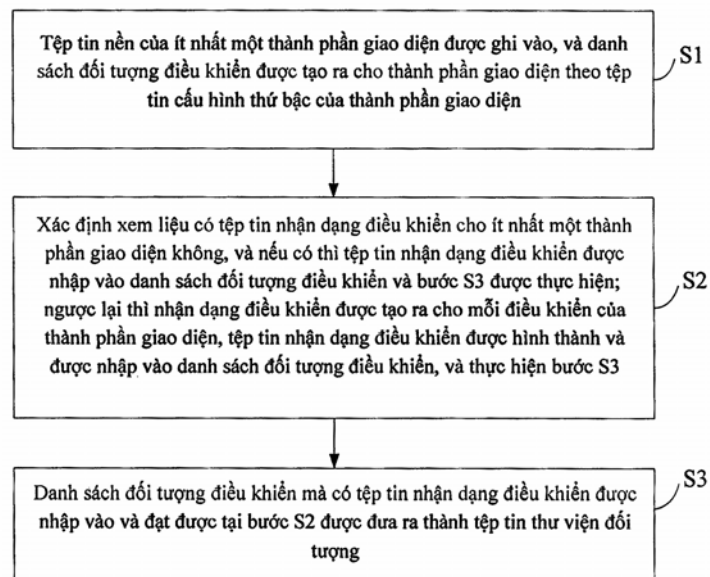 Tệp tin nền của ít nhất một thành phần giao diện được ghi vào, và danh
sách đối tượng điều khiển được tạo ra cho thành phần giao diện theo tệp
tin cấu hình thứ bậc của thành phần giao diện
S1
Xác định xem liệu có tệp tin nhận dạng điều khiển cho ít nhất một thành
phần giao diện không, và nếu có thì tệp tin nhận dạng điều khiển được
nhập vào danh sách đối tượng điều khiển và bước S3 được thực hiện;
ngược lại thì nhận dạng điều khiển được tạo ra cho mỗi điều khiển của
thành phần giao diện, tệp tin nhận dạng điều khiển được hình thành và
được nhập vào danh sách đối tượng điều khiển, và thực hiện bước S3
S2
Danh sách đối tượng điều khiển mà có tệp tin nhận dạng điều khiển được
nhập vào và đạt được tại bước S2 được đưa ra thành tệp tin thư viện đối
tượng
S3